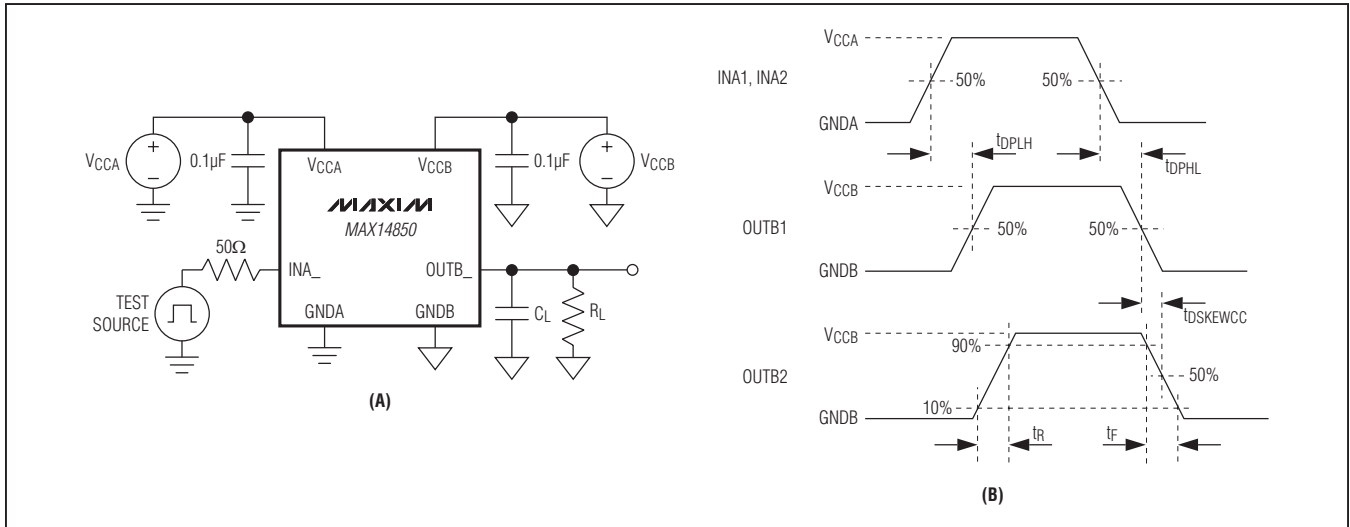 VCCA
0.1µF
VCCA
VCCB
0.1µF
VCCB
MAXIM
MAX14850
50Ω
INA_
OUTB_
TEST
SOURCE
GNDA
GNDB
CL
RL
(A)
VCCA
INA1, INA2
50%
50%
GNDA
tDPLH
tDPHL
VCCB
OUTB1
50%
50%
GNDB
tDSKEWCC
VCCB
90%
OUTB2
50%
10%
GNDB
tR
tF
(B)